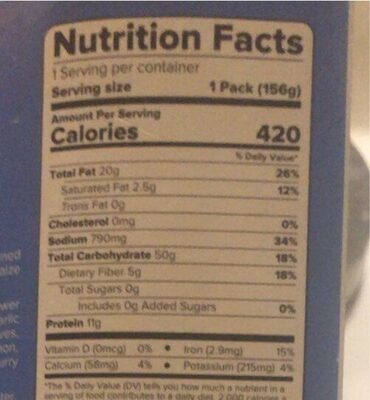 Nutrition Facts
1 Serving per container
Serving size 1 Pack (156g)
Amount Per Serving
Calories 420
% Daily Value*
Total Fat 20g 26%
Saturated Fat 2.5g 12%
Trans Fat 0g
Cholesterol 0mg 0%
Sodium 790mg 34%
Total Carbohydrate 50g 18%
Dietary Fiber 5g 18%
Total Sugars 0g
Includes 0g Added Sugars 0%
Protein 11g
Vitamin D (0mcg) 0% • Iron (2.9mg) 15%
Calcium (58mg) 4% • Potassium (215mg) 4%
*The % Daily Value (DV) tells you how much a nutrient in a
serving of food contributes to a daily diet. 2,000 calories a